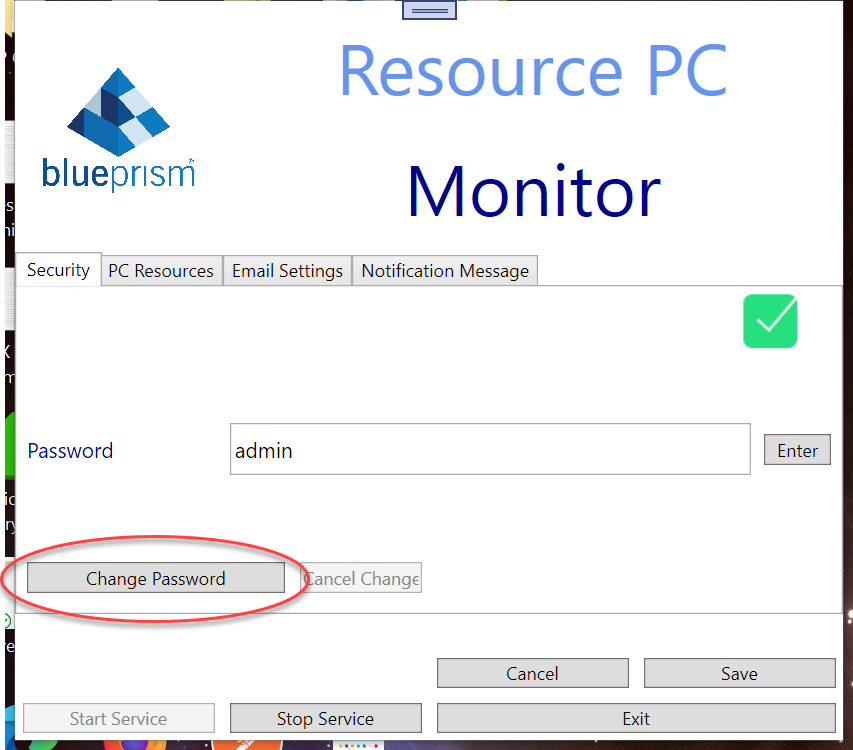 Resource PC
blueprism
Monitor
Security PC Resources Email Settings Notification Message
Password admin Enter
Change Password Cancel Change
Cancel Save
Start Service Stop Service Exit